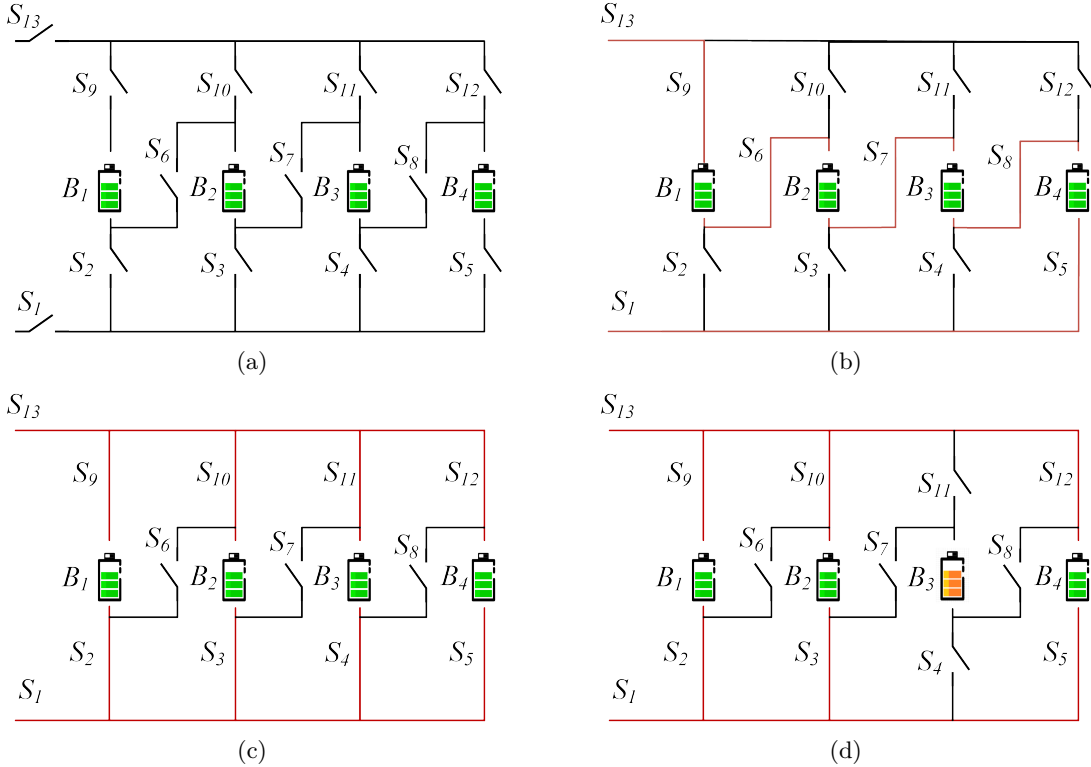 S13
S9 S10 S11 S12
S6 S7 S8
B1 B2 B3 B4
S2 S3 S4 S5
S1
(a)
S13
S9 S10 S11 S12
S6 S7 S8
B1 B2 B3 B4
S2 S3 S4 S5
S1
(b)
S13
S9 S10 S11 S12
S6 S7 S8
B1 B2 B3 B4
S2 S3 S4 S5
S1
(c)
S13
S9 S10 S11 S12
S6 S7 S8
B1 B2 B3 B4
S2 S3 S4 S5
S1
(d)